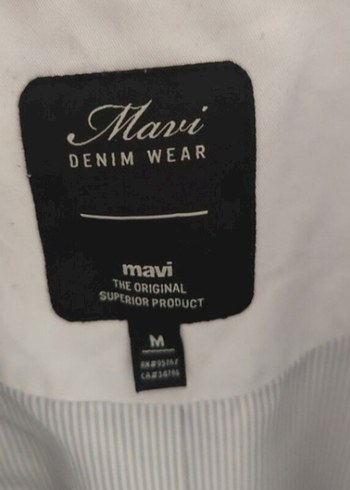 Mavi
DENIM WEAR
mavi
THE ORIGINAL
SUPERIOR PRODUCT
M